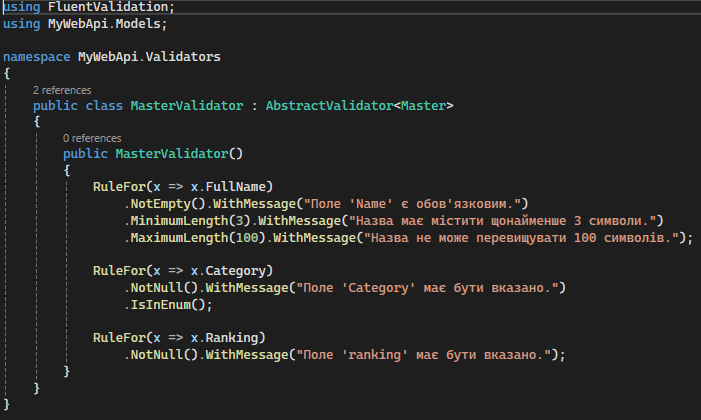 using FluentValidation;
using MyWebApi.Models;
namespace MyWebApi.Validators
{
2 references
public class MasterValidator : AbstractValidator<Master>
{
0 references
public MasterValidator()
{
RuleFor(x => x.FullName)
.NotEmpty().WithMessage("Поле 'Name' є обов'язковим.")
.MinimumLength(3).WithMessage("Назва має містити щонайменше 3 символи.")
.MaximumLength(100).WithMessage("Назва не може перевищувати 100 символів.");
RuleFor(x => x.Category)
.NotNull().WithMessage("Поле 'Category' має бути вказано.")
.IsInEnum();
RuleFor(x => x.Ranking)
.NotNull().WithMessage("Поле 'ranking' має бути вказано.");
}
}
}